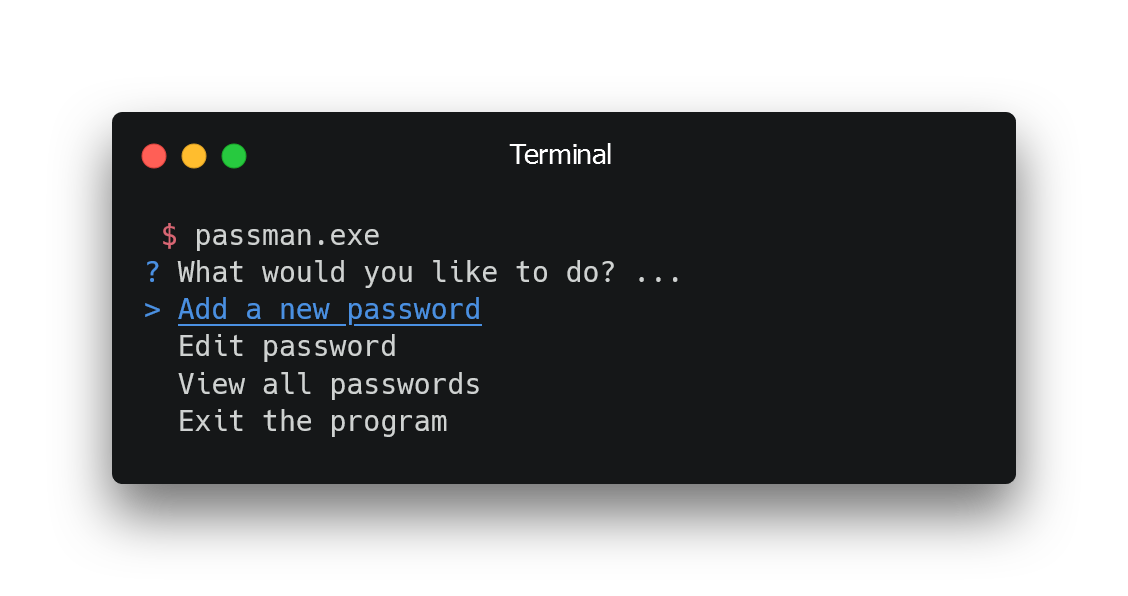 Terminal
$ passman.exe
? What would you like to do? ...
> Add a new password
Edit password
View all passwords
Exit the program